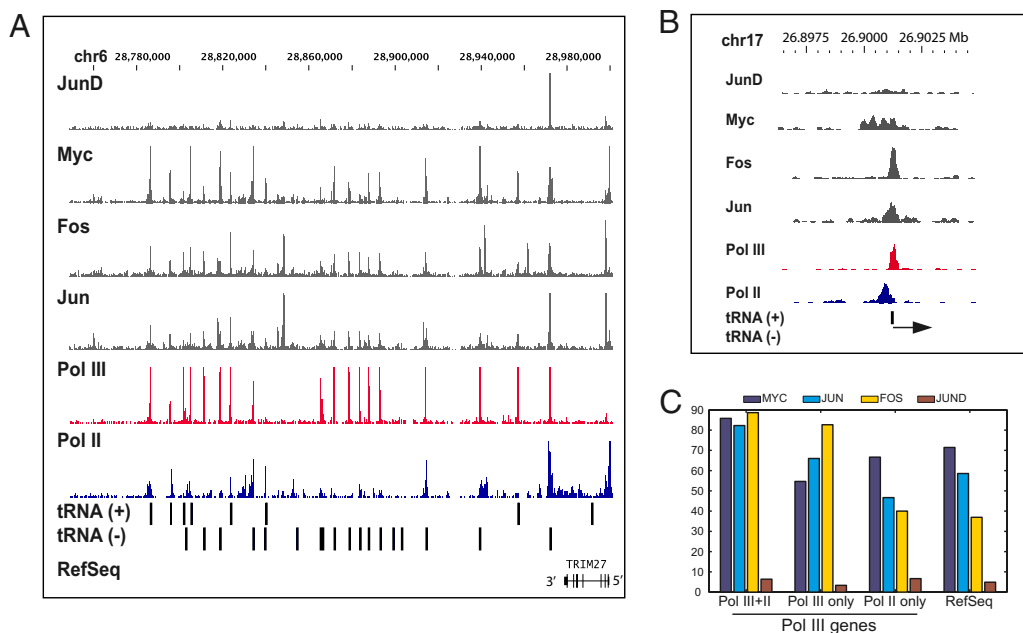 A
chr6 28,780,000 28,820,000 28,860,000 28,900,000 28,940,000 28,980,000
JunD
Myc
Fos
Jun
Pol III
Pol II
tRNA (+)
tRNA (-)
RefSeq
TRIM27
3' 5'
B
chr17 26.8975 26.9000 26.9025 Mb
JunD
Myc
Fos
Jun
Pol III
Pol II
tRNA (+)
tRNA (-)
C
MYC JUN FOS JUND
90
80
70
60
50
40
30
20
10
0
Pol III+II Pol III only Pol II only RefSeq
Pol III genes